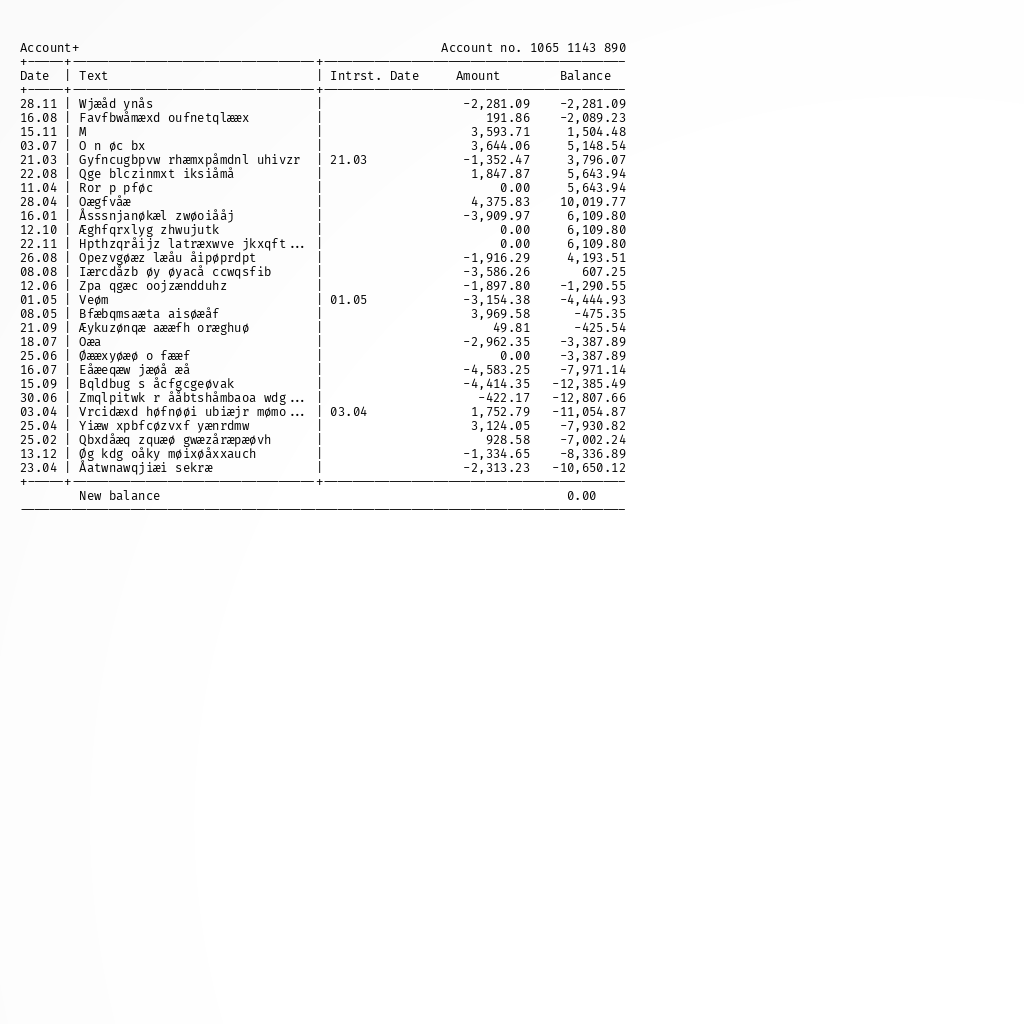 Account+ Account no. 1065 1143 890
Date | Text | Intrst. Date Amount Balance
28.11 | Wjæåd ynås | -2,281.09 -2,281.09
16.08 | Favfbwåmæxd oufnetqlææx | 191.86 -2,089.23
15.11 | M | 3,593.71 1,504.48
03.07 | O n øc bx | 3,644.06 5,148.54
21.03 | Gyfncugbpvw rhæmxpåmdnl uhivzr | 21.03 -1,352.47 3,796.07
22.08 | Qge blczinmxt iksiåmå | 1,847.87 5,643.94
11.04 | Ror p pføc | 0.00 5,643.94
28.04 | Oægfvåæ | 4,375.83 10,019.77
16.01 | Åsssnjanøkæl zwøoiååj | -3,909.97 6,109.80
12.10 | Æghfqrxlyg zhwujutk | 0.00 6,109.80
22.11 | Hpthzqråijz latræxwve jkxqft... | 0.00 6,109.80
26.08 | Opezvgøæz læåu åipøprdpt | -1,916.29 4,193.51
08.08 | Iærcdåzb øy øyacå ccwqsfib | -3,586.26 607.25
12.06 | Zpa qgæc oojzændduhz | -1,897.80 -1,290.55
01.05 | Veøm | 01.05 -3,154.38 -4,444.93
08.05 | Bfæbqmsaæta aisøæåf | 3,969.58 -475.35
21.09 | Æykuzønqæ aææfh oræghuø | 49.81 -425.54
18.07 | Oæa | -2,962.35 -3,387.89
25.06 | Øææxyøæø o fææf | 0.00 -3,387.89
16.07 | Eåæeqæw jæøå æå | -4,583.25 -7,971.14
15.09 | Bqldbug s åcfgcgeøvak | -4,414.35 -12,385.49
30.06 | Zmqlpitwk r ååbtshåmbaoa wdg... | -422.17 -12,807.66
03.04 | Vrcidæxd høfnøøi ubiæjr mømo... | 03.04 1,752.79 -11,054.87
25.04 | Yiæw xpbfcøzvxf yænrdmw | 3,124.05 -7,930.82
25.02 | Qbxdåæq zquæø gwæzåræpæøvh | 928.58 -7,002.24
13.12 | Øg kdg oåky møixøåxxauch | -1,334.65 -8,336.89
23.04 | Åatwnawqjiæi sekræ | -2,313.23 -10,650.12
New balance 0.00